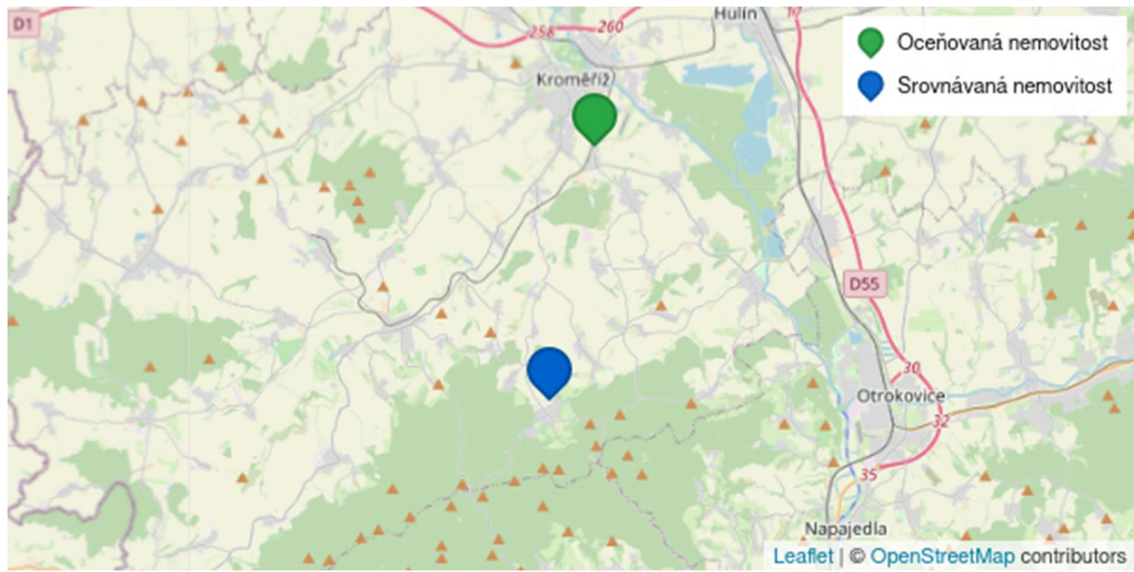 D1
258
260
Hulín
Kroměříž
Oceňovaná nemovitost
Srovnávaná nemovitost
D55
30
Otrokovice
32
35
Napajedla
Leaflet | © OpenStreetMap contributors